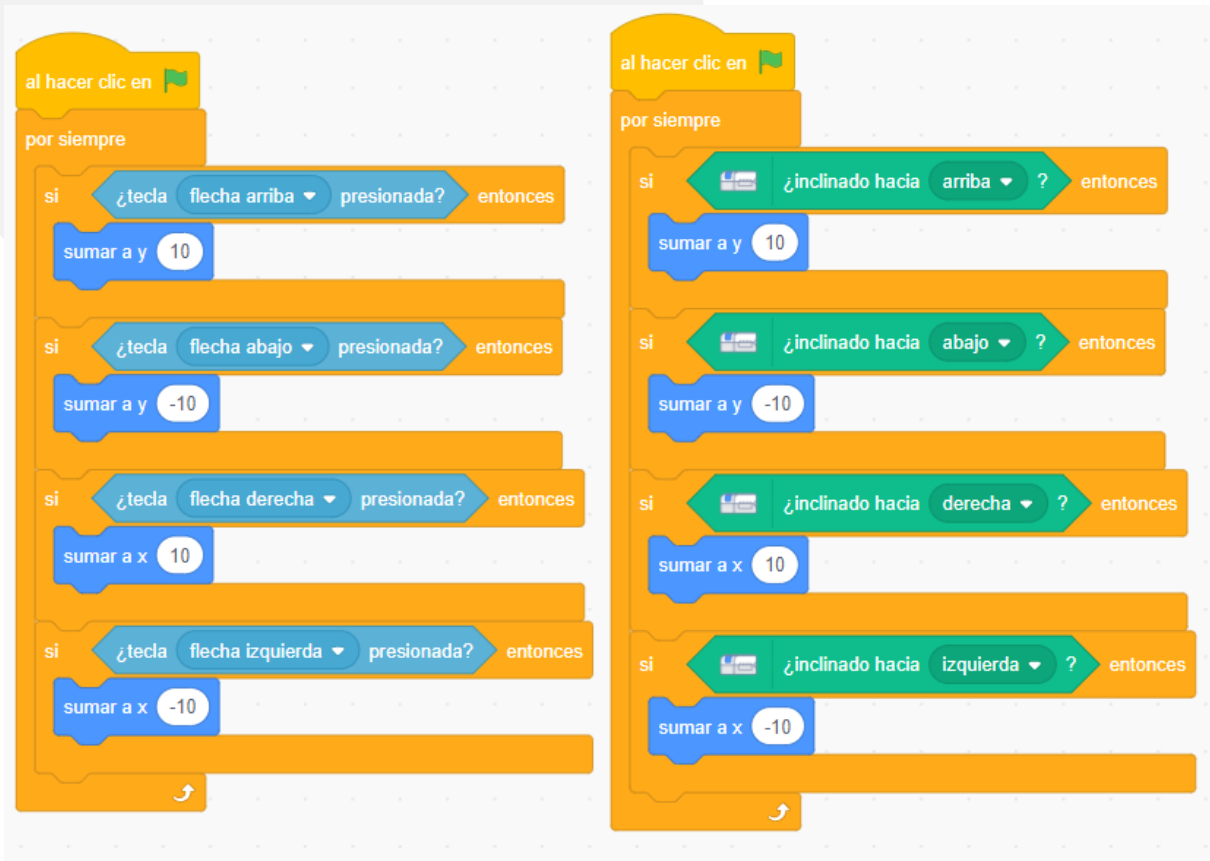 al hacer clic en
por siempre
si ¿tecla flecha arriba presionada? entonces
sumar a y 10
si ¿tecla flecha abajo presionada? entonces
sumar a y -10
si ¿tecla flecha derecha presionada? entonces
sumar a x 10
si ¿tecla flecha izquierda presionada? entonces
sumar a x -10
al hacer clic en
por siempre
si ¿inclinado hacia arriba ? entonces
sumar a y 10
si ¿inclinado hacia abajo ? entonces
sumar a y -10
si ¿inclinado hacia derecha ? entonces
sumar a x 10
si ¿inclinado hacia izquierda ? entonces
sumar a x -10